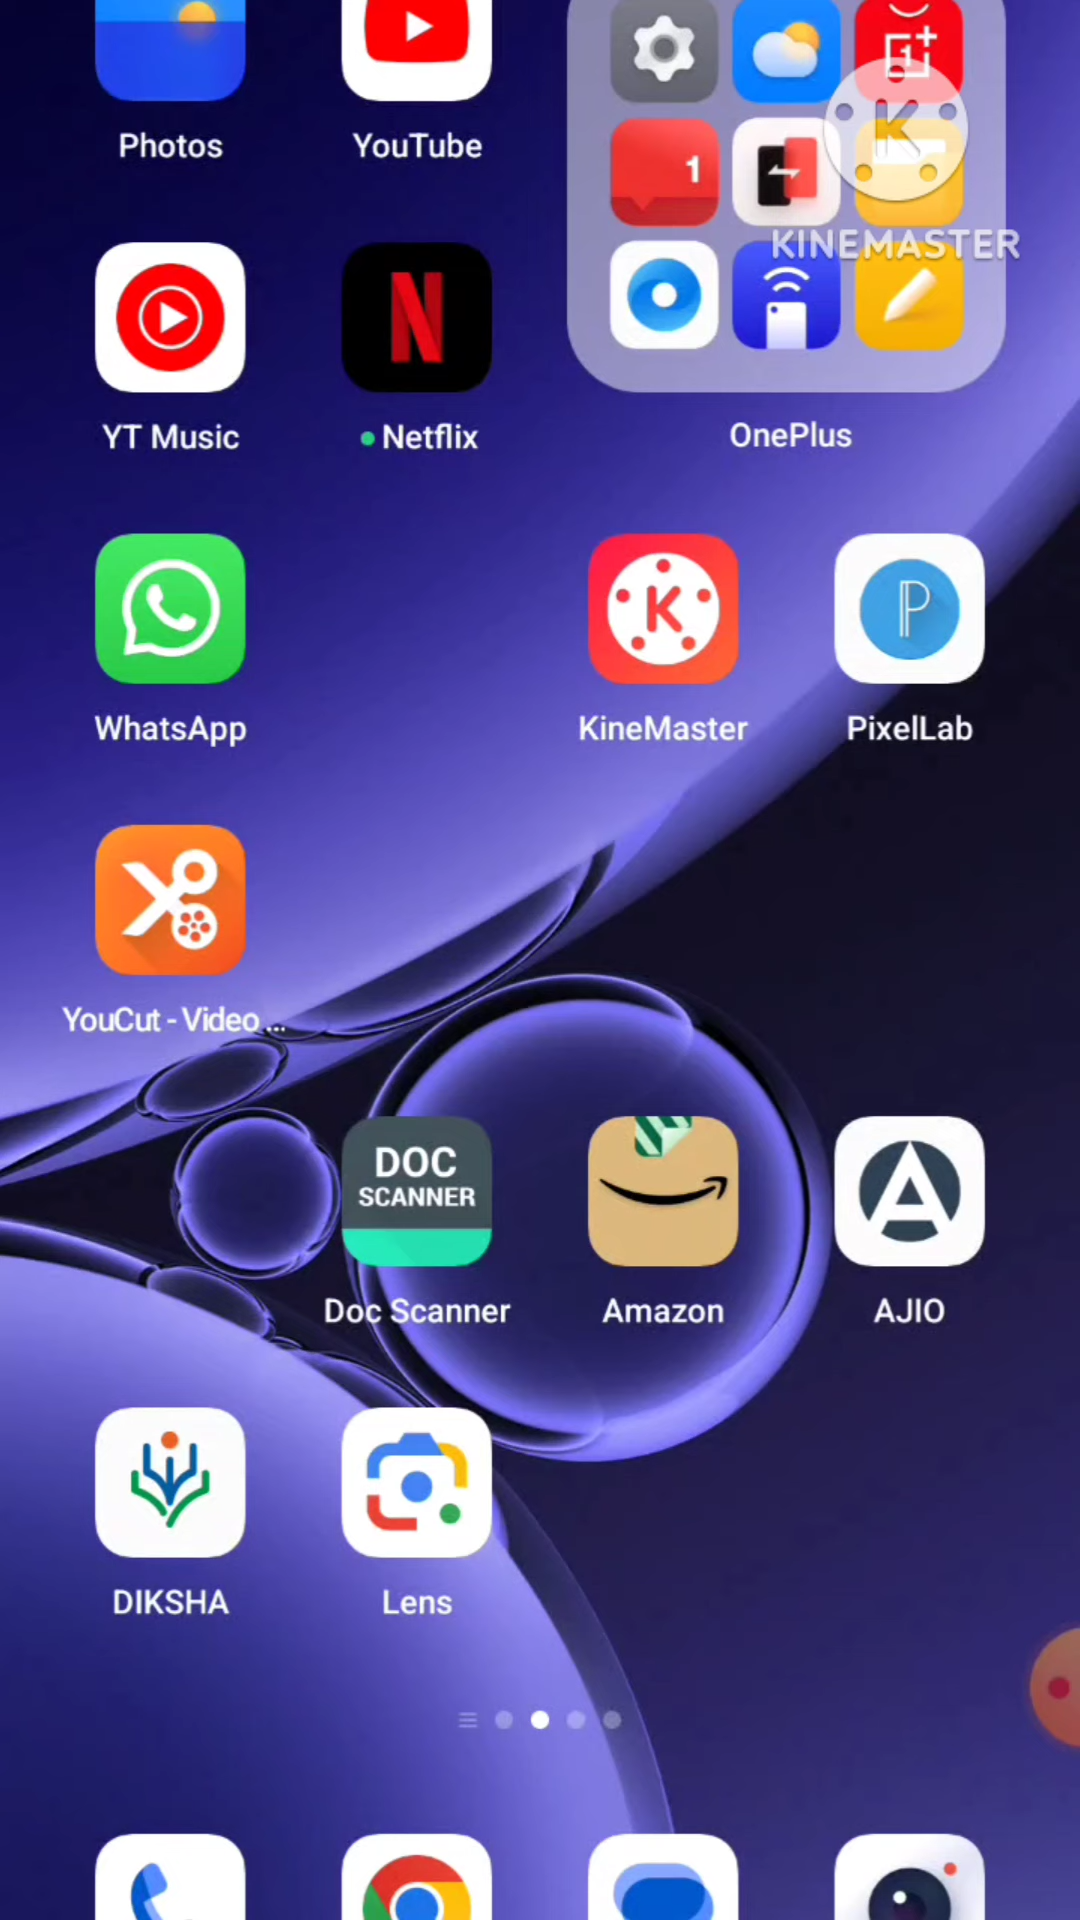 Photos
YouTube
1
KINEMASTER
YT Music
Netflix
OnePlus
WhatsApp
KineMaster
PixelLab
YouCut - Video ...
DOC
SCANNER
Doc Scanner
Amazon
AJIO
DIKSHA
Lens